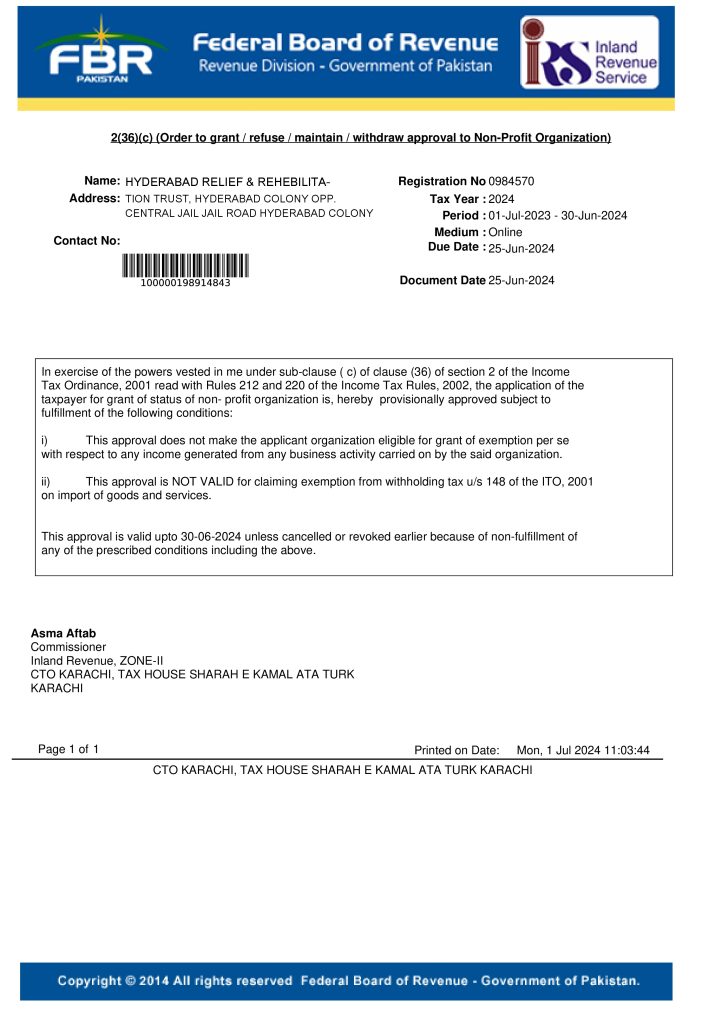 FBR
PAKISTAN
Federal Board of Revenue
Revenue Division - Government of Pakistan
iRS Inland
Revenue
Service
2(36)(c) (Order to grant / refuse / maintain / withdraw approval to Non-Profit Organization)
Name: HYDERABAD RELIEF & REHEBILITA-
Address: TION TRUST, HYDERABAD COLONY OPP.
CENTRAL JAIL JAIL ROAD HYDERABAD COLONY
Contact No:
100000198914843
Registration No 0984570
Tax Year : 2024
Period : 01-Jul-2023 - 30-Jun-2024
Medium : Online
Due Date : 25-Jun-2024
Document Date 25-Jun-2024
In exercise of the powers vested in me under sub-clause ( c) of clause (36) of section 2 of the Income
Tax Ordinance, 2001 read with Rules 212 and 220 of the Income Tax Rules, 2002, the application of the
taxpayer for grant of status of non- profit organization is, hereby  provisionally approved subject to
fulfillment of the following conditions:
i) This approval does not make the applicant organization eligible for grant of exemption per se
with respect to any income generated from any business activity carried on by the said organization.
ii) This approval is NOT VALID for claiming exemption from withholding tax u/s 148 of the ITO, 2001
on import of goods and services.
This approval is valid upto 30-06-2024 unless cancelled or revoked earlier because of non-fulfillment of
any of the prescribed conditions including the above.
Asma Aftab
Commissioner
Inland Revenue, ZONE-II
CTO KARACHI, TAX HOUSE SHARAH E KAMAL ATA TURK
KARACHI
Page 1 of 1
Printed on Date: Mon, 1 Jul 2024 11:03:44
CTO KARACHI, TAX HOUSE SHARAH E KAMAL ATA TURK KARACHI
Copyright © 2014 All rights reserved  Federal Board of Revenue - Government of Pakistan.